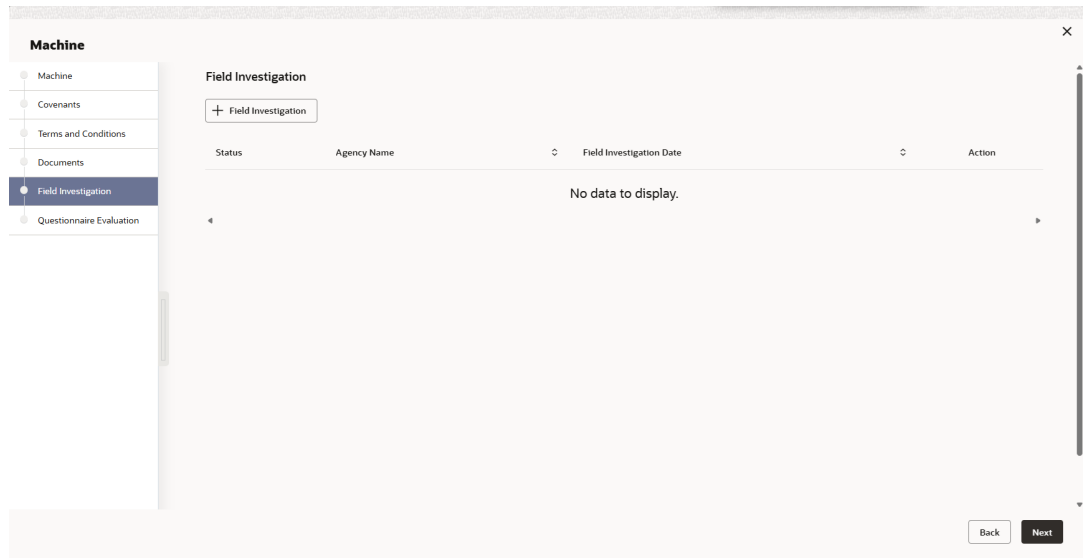 Machine
Machine
Covenants
Terms and Conditions
Documents
Field Investigation
Questionnaire Evaluation
Field Investigation
+ Field Investigation
Status Agency Name Field Investigation Date Action
No data to display.
Back Next